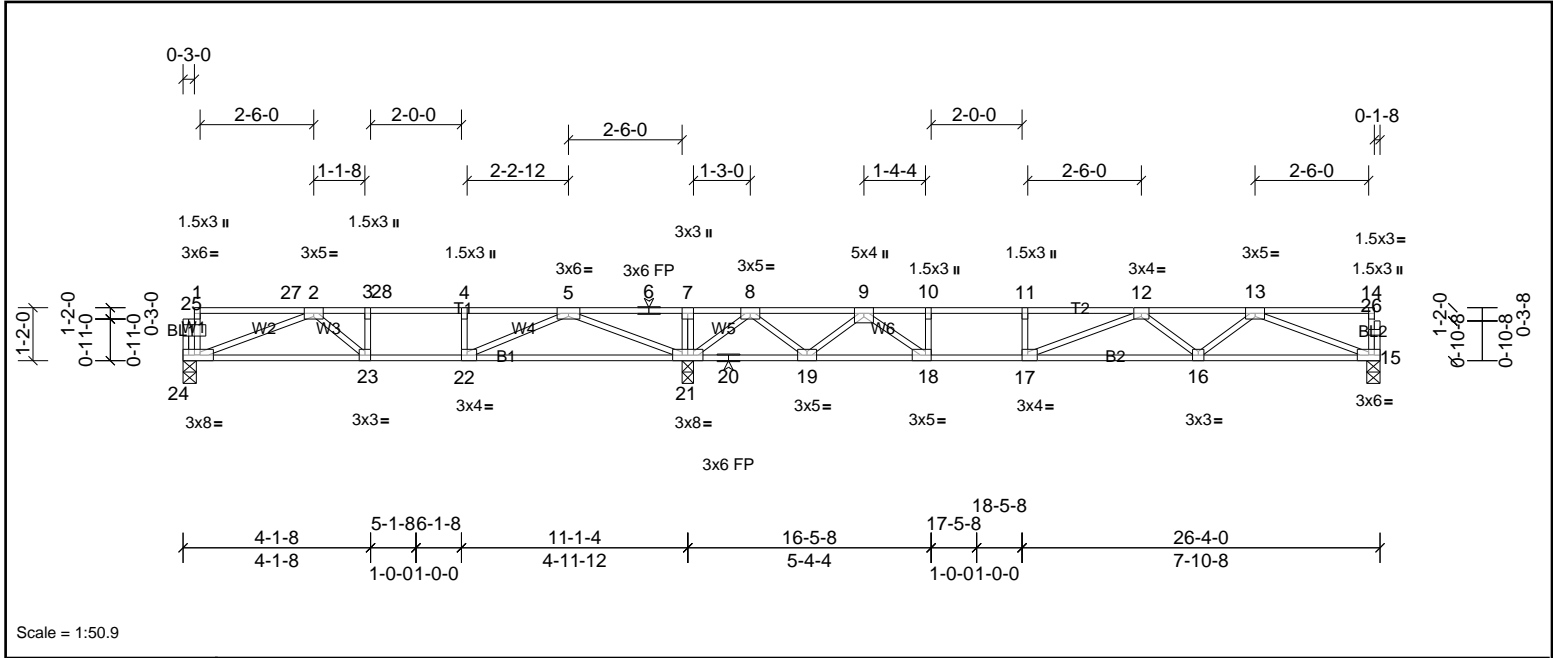 0-3-0
2-6-0 2-0-0 2-6-0 2-0-0 0-1-8
1-1-8 2-2-12 1-3-0 1-4-4 2-6-0 2-6-0
1.5x3 II 1.5x3 II 3x3 II 1.5x3 =
3x6 = 3x5 = 1.5x3 II 3x6 = 3x6 FP 3x5 = 5x4 II 1.5x3 II 1.5x3 II 3x4 = 3x5 = 1.5x3 II
1 27 2 3 28 4 5 6 7 8 9 10 11 12 13 14
25 T1 T2 26
W1 W2 W3 W4 W5 W6 BL2
B1 B2 15
24 23 22 21 20 19 18 17 16
3x8 = 3x3 = 3x4 = 3x8 = 3x5 = 3x5 = 3x4 = 3x3 = 3x6 =
3x6 FP
1-2-0 0-11-0 1-2-0 0-11-0 0-3-0
0-10-8 1-2-0 0-10-8 0-3-8
18-5-8
4-1-8 5-1-8 6-1-8 11-1-4 16-5-8 17-5-8 26-4-0
4-1-8 1-0-0 1-0-0 4-11-12 5-4-4 1-0-0 1-0-0 7-10-8
Scale = 1:50.9